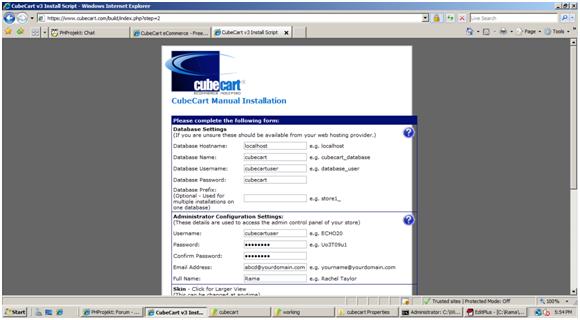 CubeCart v3 Install Script - Windows Internet Explorer
https://www.cubecart.com/build/index.php?step=2
Live Search
PHProjekt: Chat
CubeCart eCommerce - Free...
CubeCart v3 Install Script
Page
Tools
cubecart
ECOMMERCE REDEFINED
CubeCart Manual Installation
Please complete the following form:
Database Settings
(If you are unsure these should be available from your web hosting provider.)
Database Hostname: localhost e.g. localhost
Database Name: cubecart e.g. cubecart_database
Database Username: cubecartuser e.g. database_user
Database Password: cubecart
Database Prefix:
(Optional - Used for
multiple installations on
one database)
e.g. store1_
Administrator Configuration Settings:
(These details are used to access the admin control panel of your store)
Username: cubecartuser e.g. ECHO20
Password: •••••••• e.g. Uo3T09u1
Confirm Password: ••••••••
Email Address: abcd@yourdomain.com e.g. yourname@yourdomain.com
Full Name: Rama e.g. Rachel Taylor
Skin - Click for Larger View
(This can be changed at anytime)
Trusted sites | Protected Mode: Off
100%
Start
PHProjekt: Forum - ...
CubeCart v3 Inst...
cubecart
working
cubecart Properties
Administrator: C:\Wi...
EditPlus - [C:\Rama\...
5:54 PM